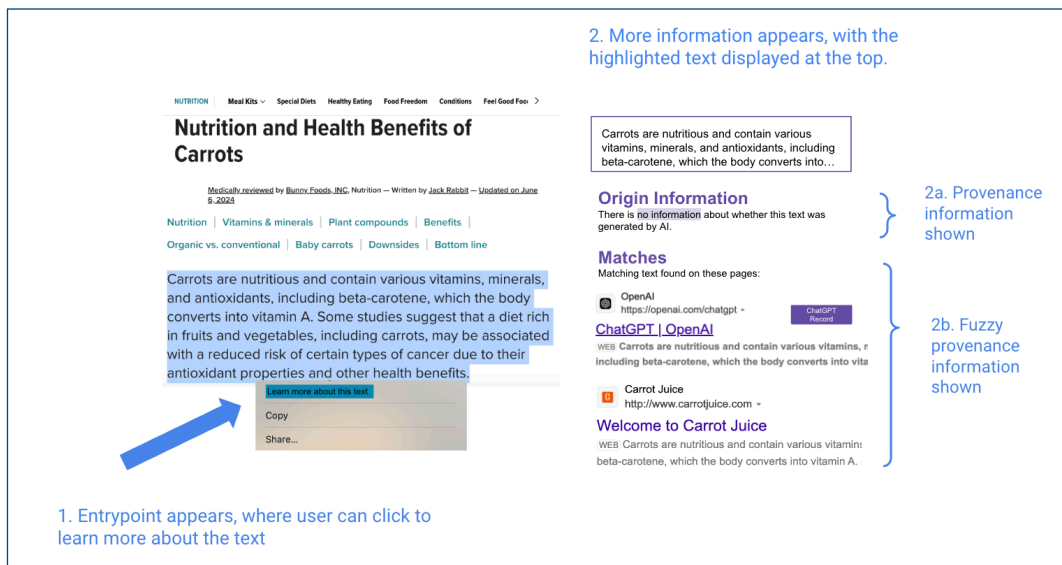 2. More information appears, with the
highlighted text displayed at the top.
NUTRITION Meal Kits Special Diets Healthy Eating Food Freedom Conditions Feel Good
Nutrition and Health Benefits of
Carrots
Medically reviewed by Bunny Foods, INC, Nutrition — Written by Jack Rabbit — Updated on June
6, 2024
Nutrition | Vitamins & minerals | Plant compounds | Benefits |
Organic vs. conventional | Baby carrots | Downsides | Bottom line
Carrots are nutritious and contain various vitamins, minerals,
and antioxidants, including beta-carotene, which the body
converts into vitamin A. Some studies suggest that a diet rich
in fruits and vegetables, including carrots, may be associated
with a reduced risk of certain types of cancer due to their
antioxidant properties and other health benefits.
Learn more about this text
Copy
Share...
1. Entrypoint appears, where user can click to
learn more about the text
Carrots are nutritious and contain various
vitamins, minerals, and antioxidants, including
beta-carotene, which the body converts into…
Origin Information
There is no information about whether this text was
generated by AI.
2a. Provenance
information
shown
Matches
Matching text found on these pages:
OpenAI
https://openai.com/chatgpt
ChatGPT
Record
ChatGPT | OpenAI
WEB Carrots are nutritious and contain various vitamins,
including beta-carotene, which the body converts into
Carrot Juice
http://www.carrotjuice.com
Welcome to Carrot Juice
WEB Carrots are nutritious and contain various vitamins
beta-carotene, which the body converts into vitamin A.
2b. Fuzzy
provenance
information
shown